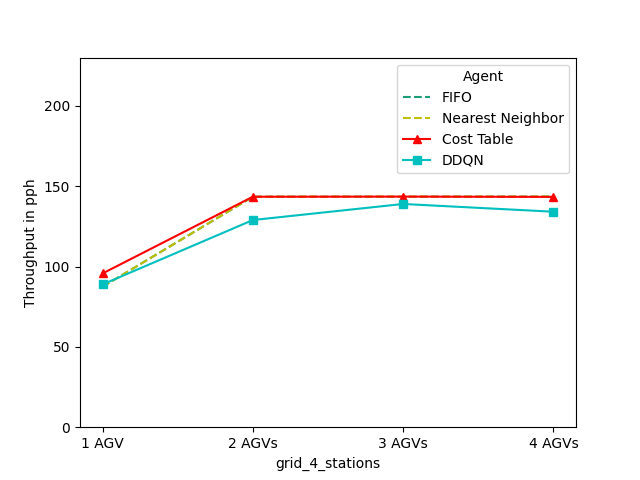 Agent
FIFO
Nearest Neighbor
Cost Table
DDQN
200
150
100
50
0
Throughput in pph
1 AGV
2 AGVs
3 AGVs
4 AGVs
grid_4_stations